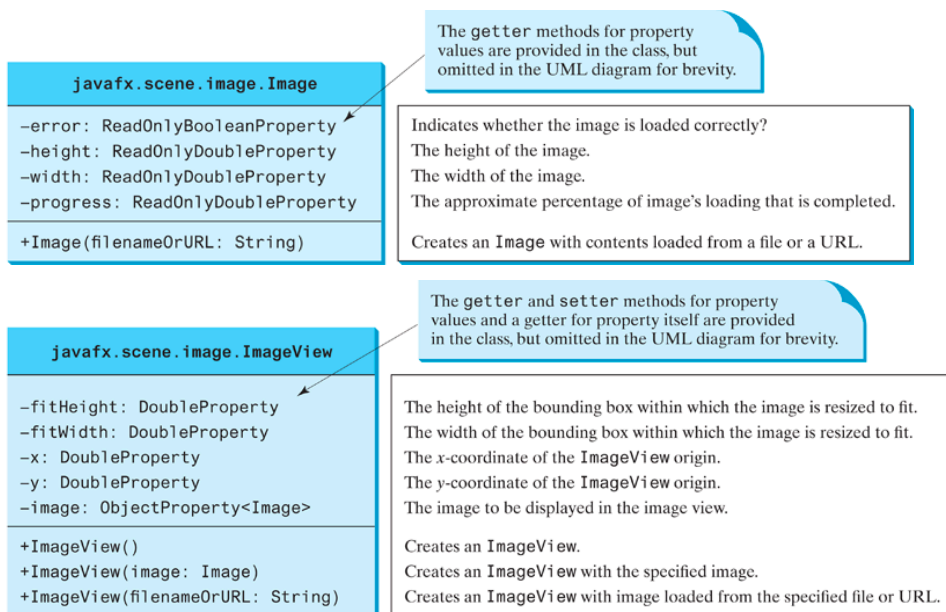 The getter methods for property
values are provided in the class, but
omitted in the UML diagram for brevity.
javafx.scene.image.Image
–error: ReadOnlyBooleanProperty
–height: ReadOnlyDoubleProperty
–width: ReadOnlyDoubleProperty
–progress: ReadOnlyDoubleProperty
+Image(filenameOrURL: String)
Indicates whether the image is loaded correctly?
The height of the image.
The width of the image.
The approximate percentage of image's loading that is completed.
Creates an Image with contents loaded from a file or a URL.
The getter and setter methods for property
values and a getter for property itself are provided
in the class, but omitted in the UML diagram for brevity.
javafx.scene.image.ImageView
–fitHeight: DoubleProperty
–fitWidth: DoubleProperty
–x: DoubleProperty
–y: DoubleProperty
–image: ObjectProperty<Image>
+ImageView()
+ImageView(image: Image)
+ImageView(filenameOrURL: String)
The height of the bounding box within which the image is resized to fit.
The width of the bounding box within which the image is resized to fit.
The x-coordinate of the ImageView origin.
The y-coordinate of the ImageView origin.
The image to be displayed in the image view.
Creates an ImageView.
Creates an ImageView with the specified image.
Creates an ImageView with image loaded from the specified file or URL.